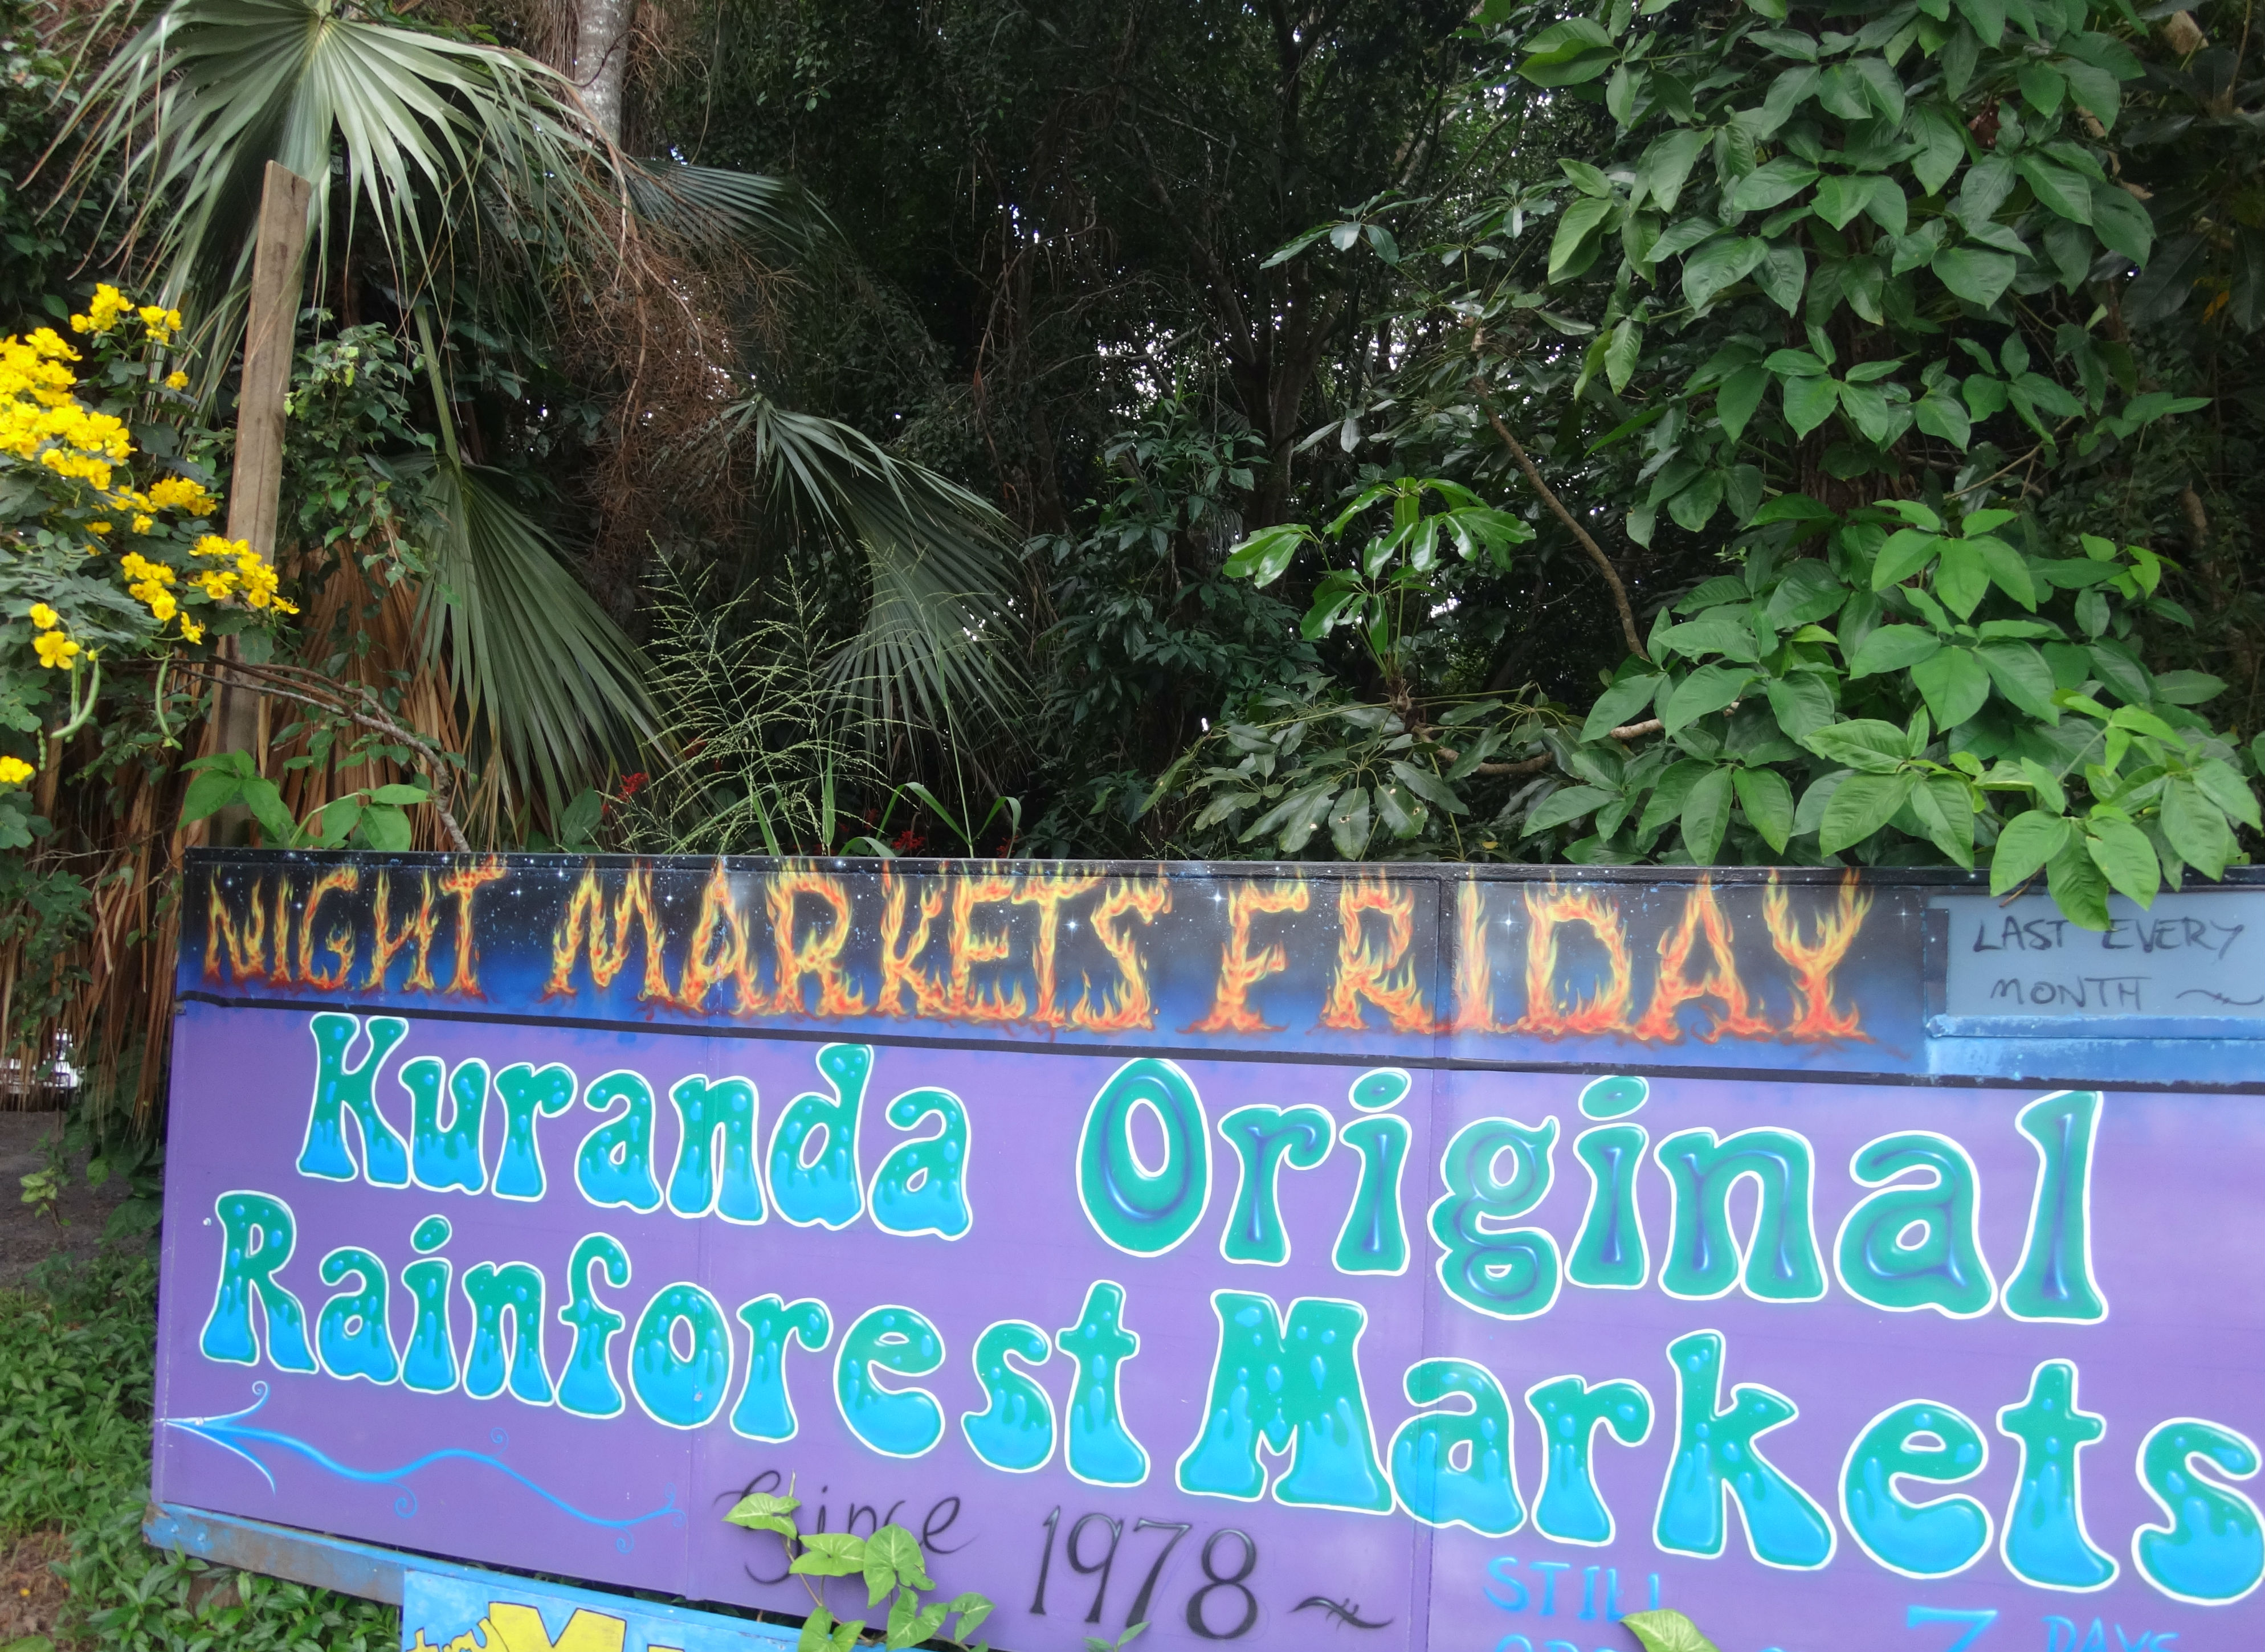 NIGHT MARKETS FRIDAY
LAST EVERY
MONTH
Kuranda Original
Rainforest Markets
Since 1978
STILL
7 DAYS